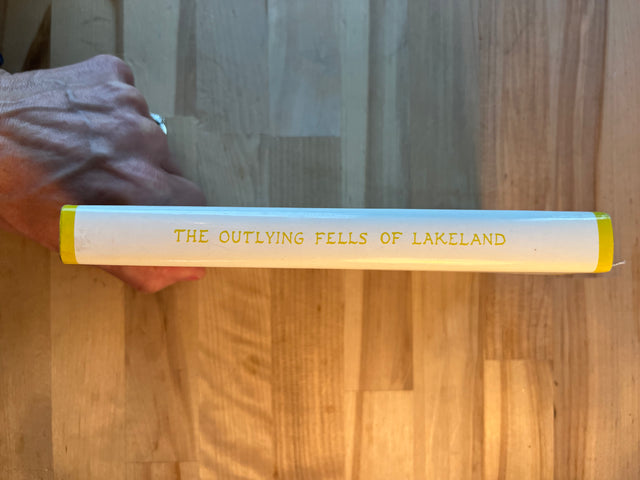 THE OUTLYING FELLS OF LAKELAND